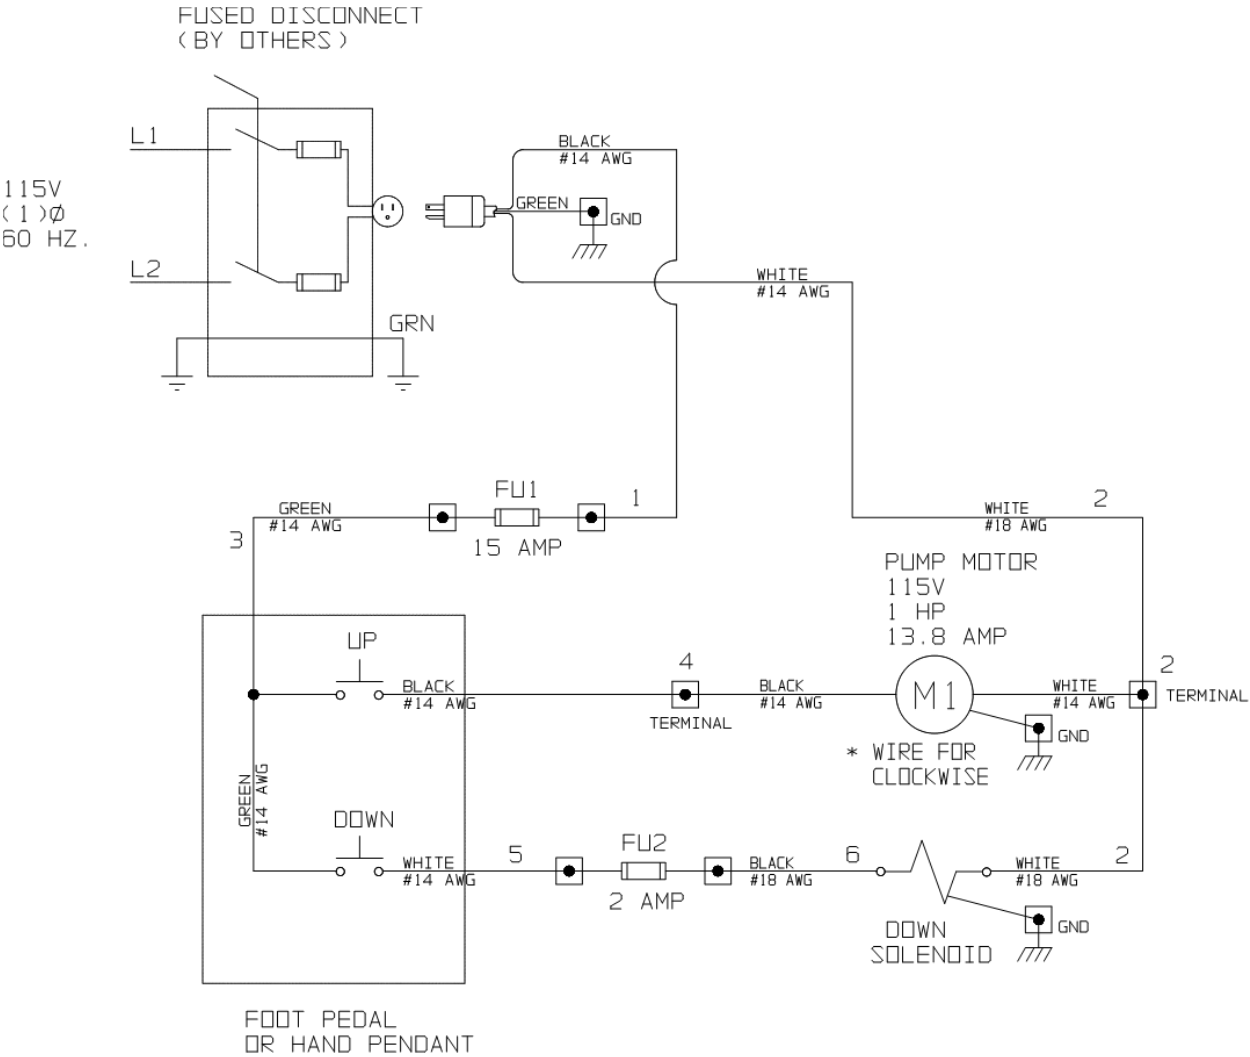 FUSED DISCONNECT
(BY OTHERS)
L1
115V
(1)Ø
60 HZ.
L2
GRN
BLACK
#14 AWG
GREEN
GND
WHITE
#14 AWG
GREEN
#14 AWG
3
FU1
15 AMP
1
WHITE
#18 AWG
2
PUMP MOTOR
115V
1 HP
13.8 AMP
UP
BLACK
#14 AWG
4
TERMINAL
BLACK
#14 AWG
M1
WHITE
#14 AWG
2
TERMINAL
GND
* WIRE FOR
CLOCKWISE
GREEN
#14 AWG
DOWN
WHITE
#14 AWG
5
FU2
2 AMP
BLACK
#18 AWG
6
WHITE
#18 AWG
2
DOWN
SOLENOID
GND
FOOT PEDAL
OR HAND PENDANT